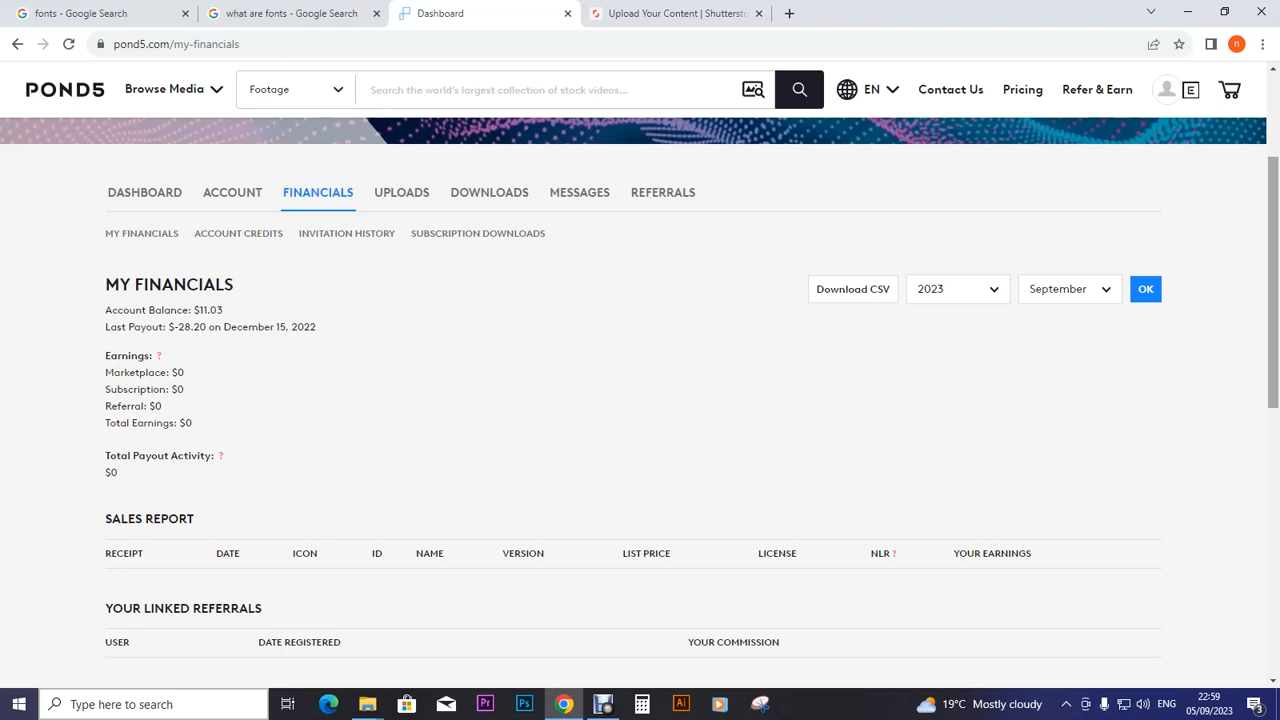 fonts - Google Search
what are fonts - Google Search
Dashboard
Upload Your Content | Shutterst
pond5.com/my-financials
n
POND5
Browse Media
Footage
Search the world's largest collection of stock videos...
EN
Contact Us
Pricing
Refer & Earn
E
DASHBOARD
ACCOUNT
FINANCIALS
UPLOADS
DOWNLOADS
MESSAGES
REFERRALS
MY FINANCIALS
ACCOUNT CREDITS
INVITATION HISTORY
SUBSCRIPTION DOWNLOADS
MY FINANCIALS
Download CSV
2023
September
OK
Account Balance: $11.03
Last Payout: $-28.20 on December 15, 2022
Earnings: ?
Marketplace: $0
Subscription: $0
Referral: $0
Total Earnings: $0
Total Payout Activity: ?
$0
SALES REPORT
RECEIPT
DATE
ICON
ID
NAME
VERSION
LIST PRICE
LICENSE
NLR ?
YOUR EARNINGS
YOUR LINKED REFERRALS
USER
DATE REGISTERED
YOUR COMMISSION
Type here to search
Pr
Ps
Ai
19°C Mostly cloudy
ENG
22:59
05/09/2023
3